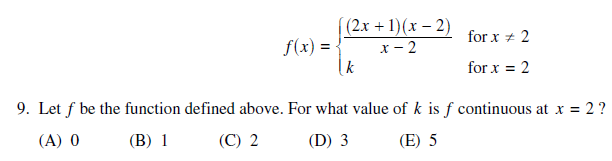 f(x) = { (2x + 1)(x − 2) / x − 2 for x ≠ 2
k for x = 2
9. Let f be the function defined above. For what value of k is f continuous at x = 2 ?
(A) 0 (B) 1 (C) 2 (D) 3 (E) 5